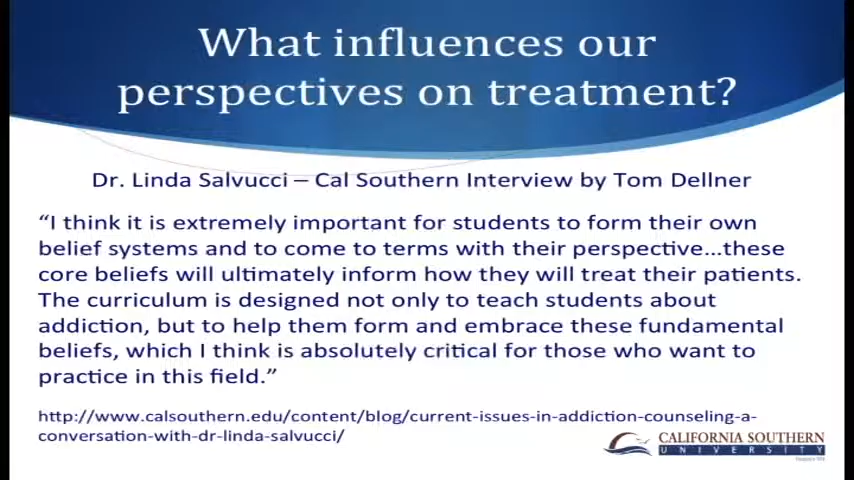 What influences our
perspectives on treatment?
Dr. Linda Salvucci – Cal Southern Interview by Tom Dellner
“I think it is extremely important for students to form their own
belief systems and to come to terms with their perspective...these
core beliefs will ultimately inform how they will treat their patients.
The curriculum is designed not only to teach students about
addiction, but to help them form and embrace these fundamental
beliefs, which I think is absolutely critical for those who want to
practice in this field.”
http://www.calsouthern.edu/content/blog/current-issues-in-addiction-counseling-a-
conversation-with-dr-linda-salvucci/
CALIFORNIA SOUTHERN
UNIVERSITY